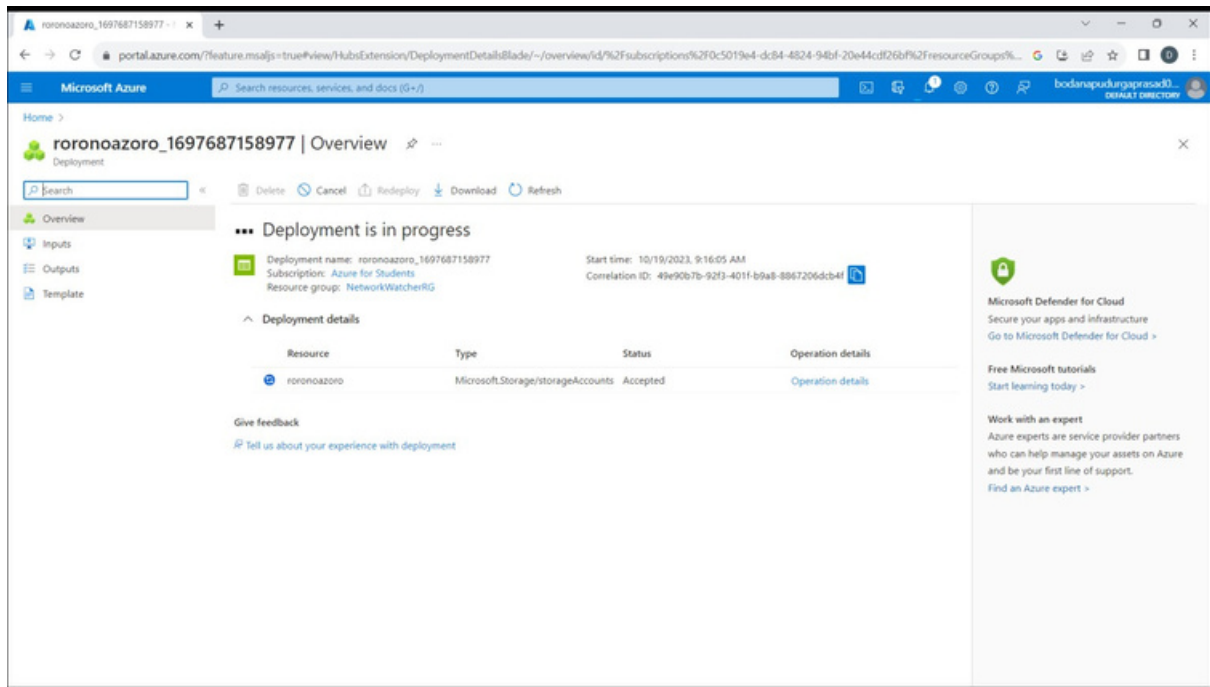 roronoazoro_1697687158977 -
portal.azure.com/?feature.msaljs=true#view/HubsExtension/DeploymentDetailsBlade/~/overview/id/%2Fsubscriptions%2F0c5019e4-dc84-4824-94bf-20e44cdf26bf%2FresourceGroups%...
Microsoft Azure
Search resources, services, and docs (G+/)
1
bodanapudurgaprasad0...
DEFAULT DIRECTORY
D
Home >
roronoazoro_1697687158977 | Overview
Deployment
Search
Delete Cancel Redeploy Download Refresh
Overview
Inputs
Outputs
Template
Deployment is in progress
Deployment name: roronoazoro_1697687158977
Subscription: Azure for Students
Resource group: NetworkWatcherRG
Start time: 10/19/2023, 9:16:05 AM
Correlation ID: 49e90b7b-92f3-401f-b9a8-8867206dcb4f
Deployment details
Resource Type Status Operation details
roronoazoro Microsoft.Storage/storageAccounts Accepted Operation details
Give feedback
Tell us about your experience with deployment
Microsoft Defender for Cloud
Secure your apps and infrastructure
Go to Microsoft Defender for Cloud >
Free Microsoft tutorials
Start learning today >
Work with an expert
Azure experts are service provider partners
who can help manage your assets on Azure
and be your first line of support.
Find an Azure expert >